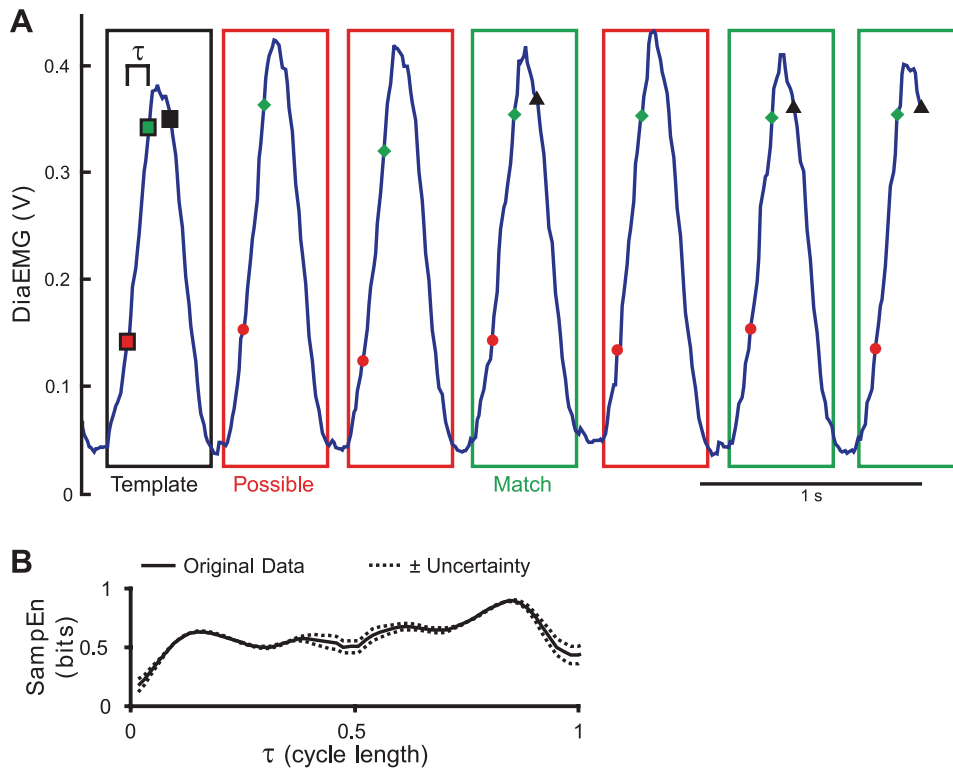 A
τ
0.4
0.3
0.2
0.1
0
DiaEMG (V)
Template
Possible
Match
1 s
B
Original Data
± Uncertainty
1
0.5
0
SampEn
(bits)
0
0.5
1
τ (cycle length)